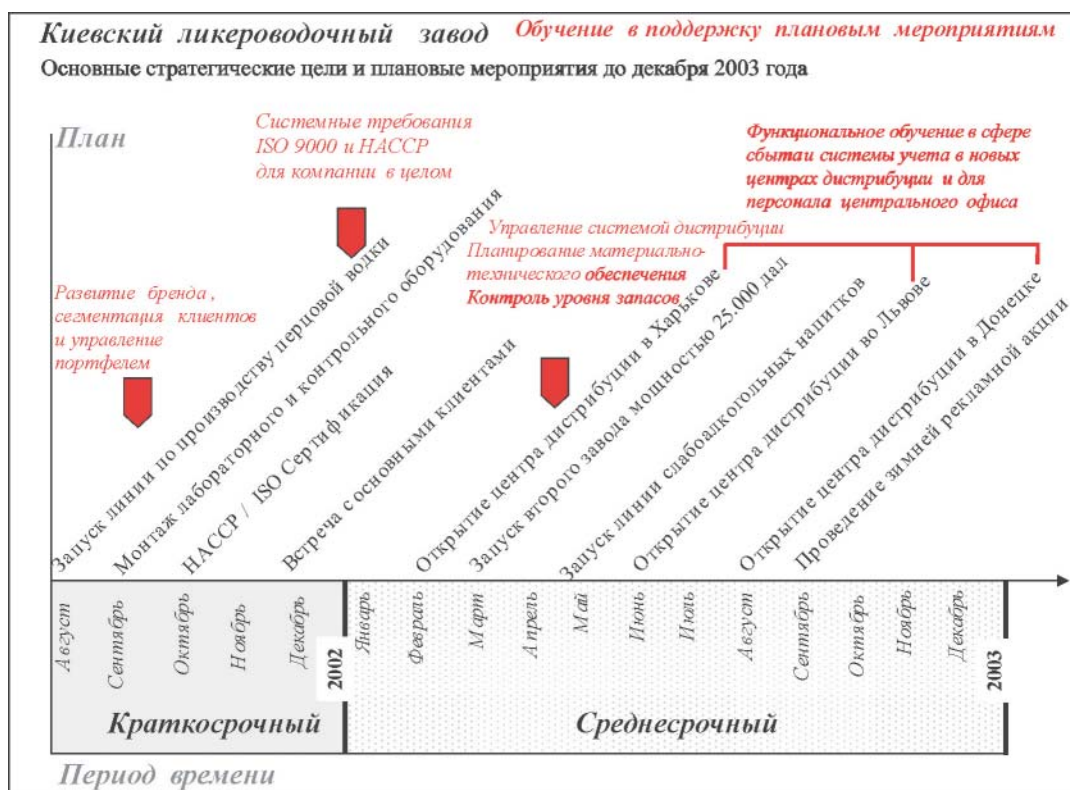 Киевский ликероводочный завод
Обучение в поддержку плановым мероприятиям
Основные стратегические цели и плановые мероприятия до декабря 2003 года
План
Системные требования
ISO 9000 и НАССР
для компании в целом
Функциональное обучение в сфере
сбытаи системы учета в новых
центрах дистрибуции и для
персонала центрального офиса
Управление системой дистрибуции
Планирование материально-
технического обеспечения
Контроль уровня запасов
Развитие бренда,
сегментация клиентов
и управление
портфелем
Запуск линии по производству перцовой водки
Монтаж лабораторного и контрольного оборудования
НАССР / ISO Сертификация
Встреча с основными клиентами
Открытие центра дистрибуции в Харькове
Запуск второго завода мощностью 25.000 дал
Запуск линии слабоалкогольных напитков
Открытие центра дистрибуции во Львове
Открытие центра дистрибуции в Донецке
Проведение зимней рекламной акции
Август
Сентябрь
Октябрь
Ноябрь
Декабрь
2002
Январь
Февраль
Март
Апрель
Май
Июнь
Июль
Август
Сентябрь
Октябрь
Ноябрь
Декабрь
2003
Краткосрочный
Среднесрочный
Период времени